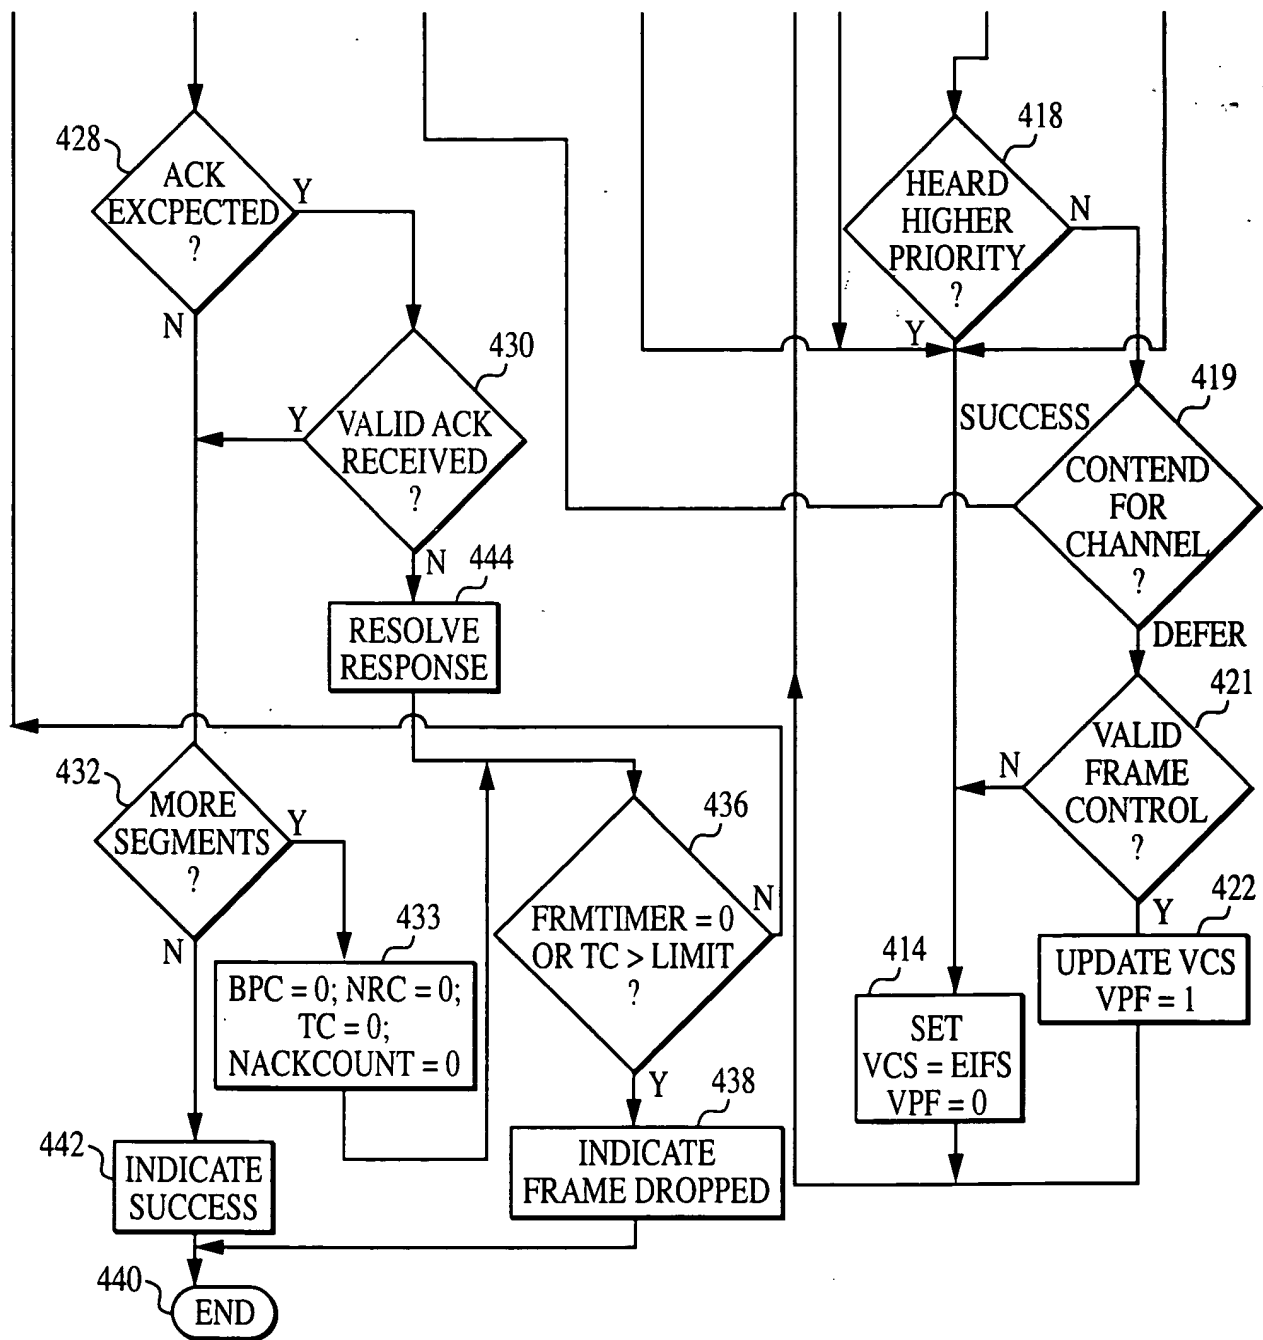 428
ACK
EXCPECTED
?
Y
N
418
HEARD
HIGHER
PRIORITY
?
N
Y
430
VALID ACK
RECEIVED
?
Y
N
419
SUCCESS
CONTEND
FOR
CHANNEL
?
DEFER
444
RESOLVE
RESPONSE
421
VALID
FRAME
CONTROL
?
N
Y
432
MORE
SEGMENTS
?
Y
N
436
FRMTIMER = 0
OR TC > LIMIT
?
N
Y
433
BPC = 0; NRC = 0;
TC = 0;
NACKCOUNT = 0
422
UPDATE VCS
VPF = 1
414
SET
VCS = EIFS
VPF = 0
438
INDICATE
FRAME DROPPED
442
INDICATE
SUCCESS
440
END